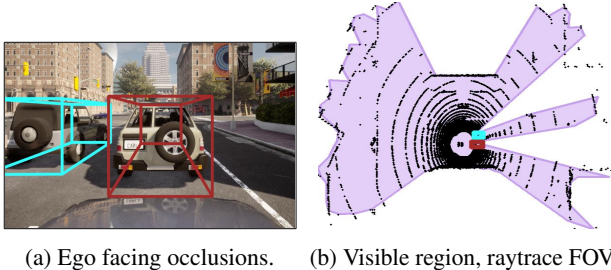 (a) Ego facing occlusions.
(b) Visible region, raytrace FOV